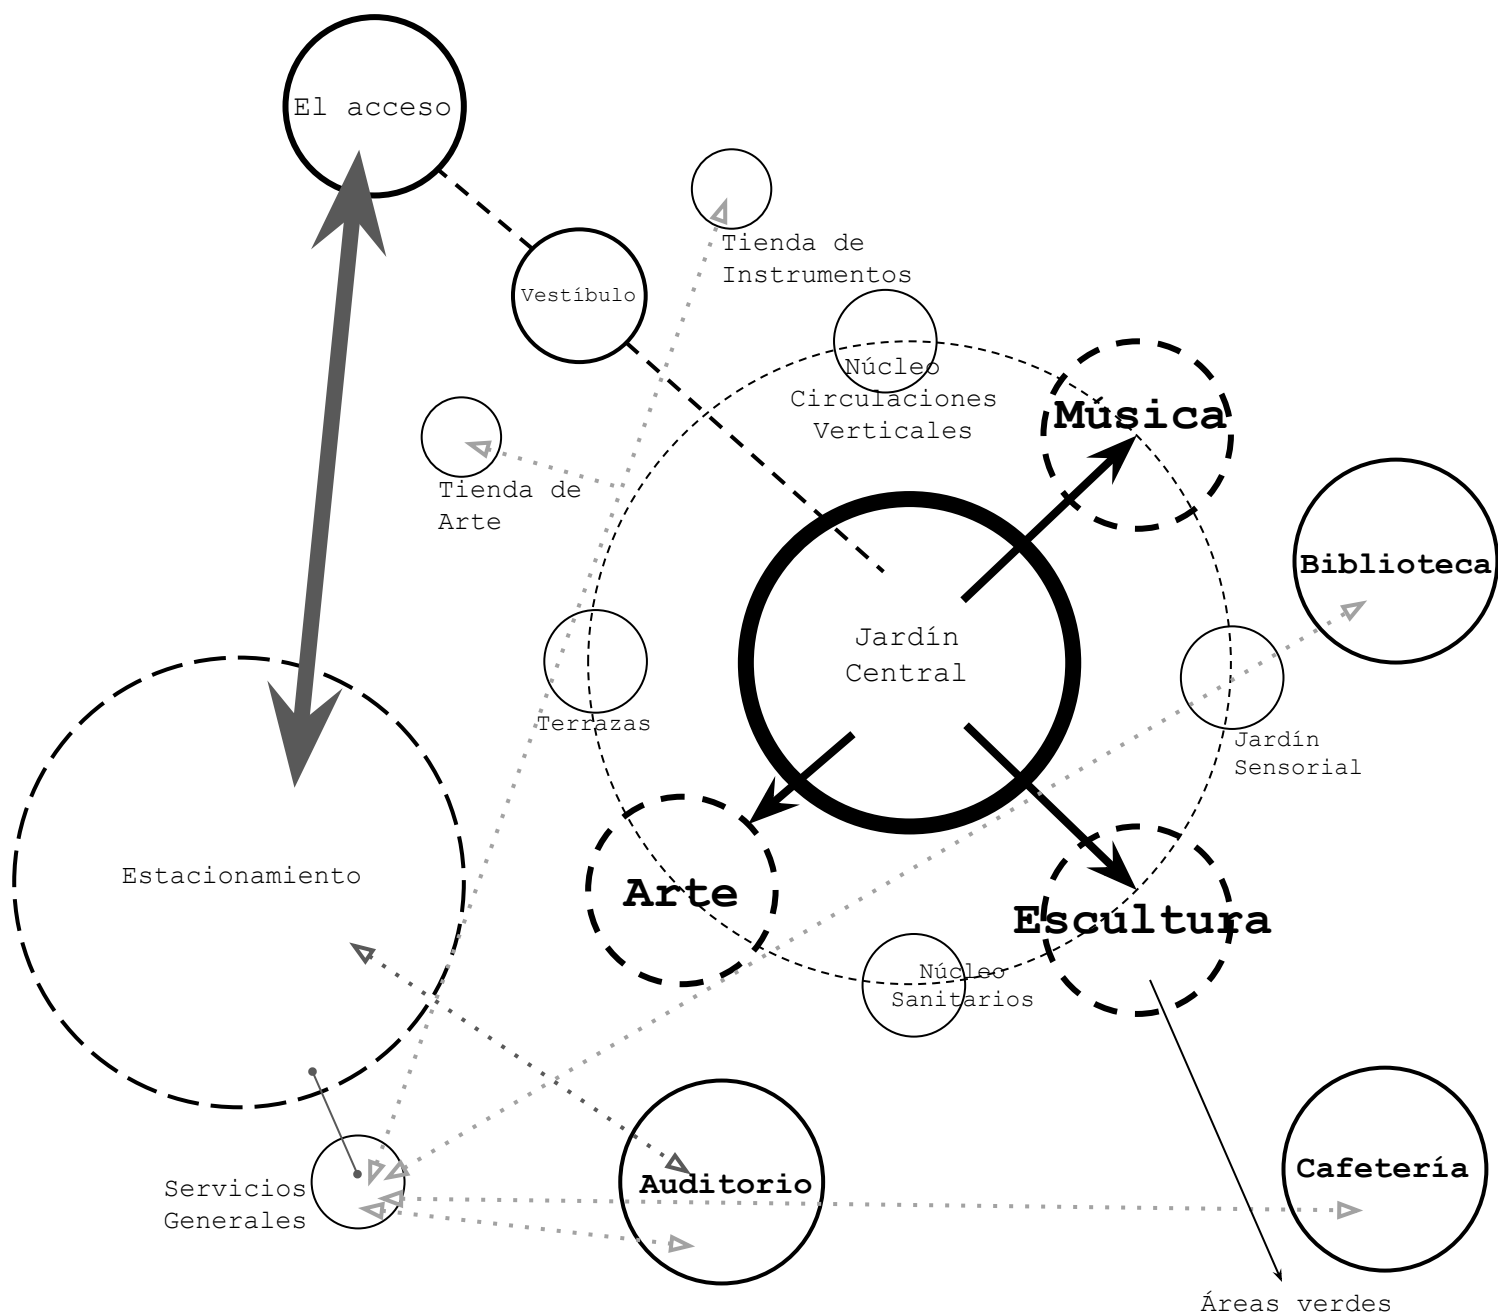 El acceso
Tienda de
Instrumentos
Vestíbulo
Núcleo
Circulaciones
Verticales
Música
Tienda de
Arte
Biblioteca
Jardín
Central
Terrazas
Jardín
Sensorial
Estacionamiento
Arte
Escultura
Núcleo
Sanitarios
Servicios
Generales
Auditorio
Cafetería
Áreas verdes